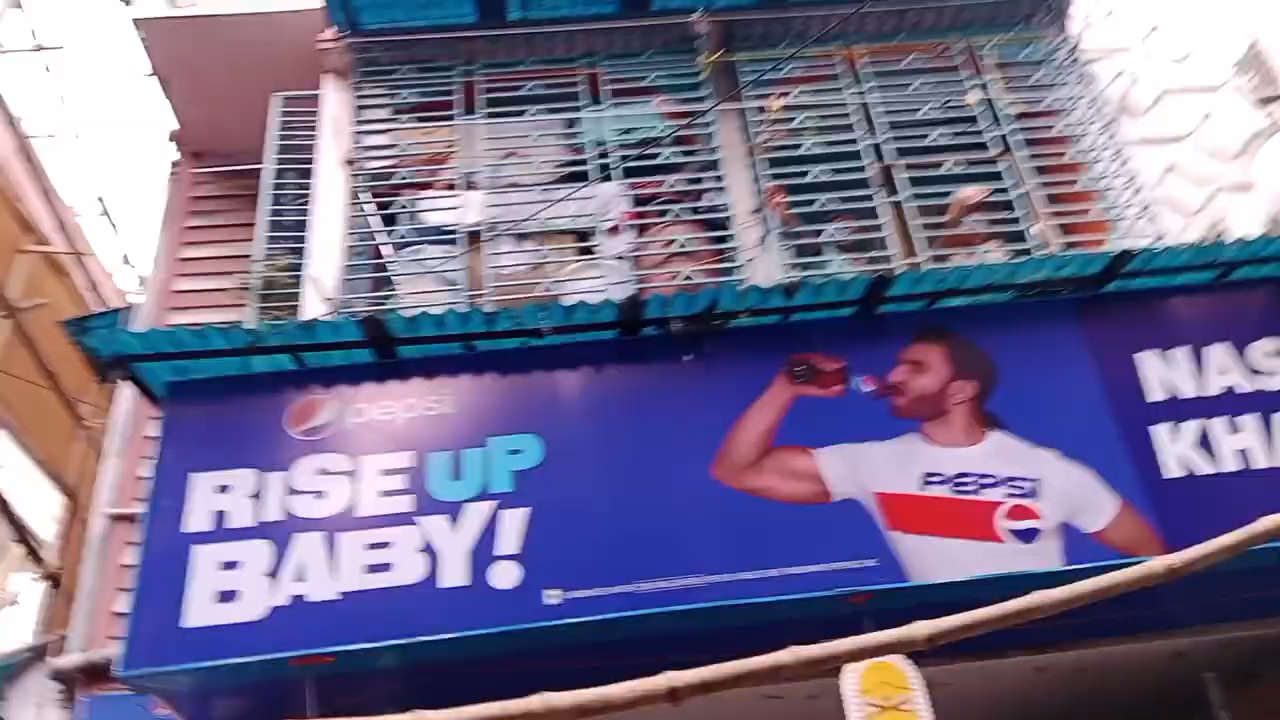 pepsi
RISE UP
BABY!
PEPSI
NAS
KHA